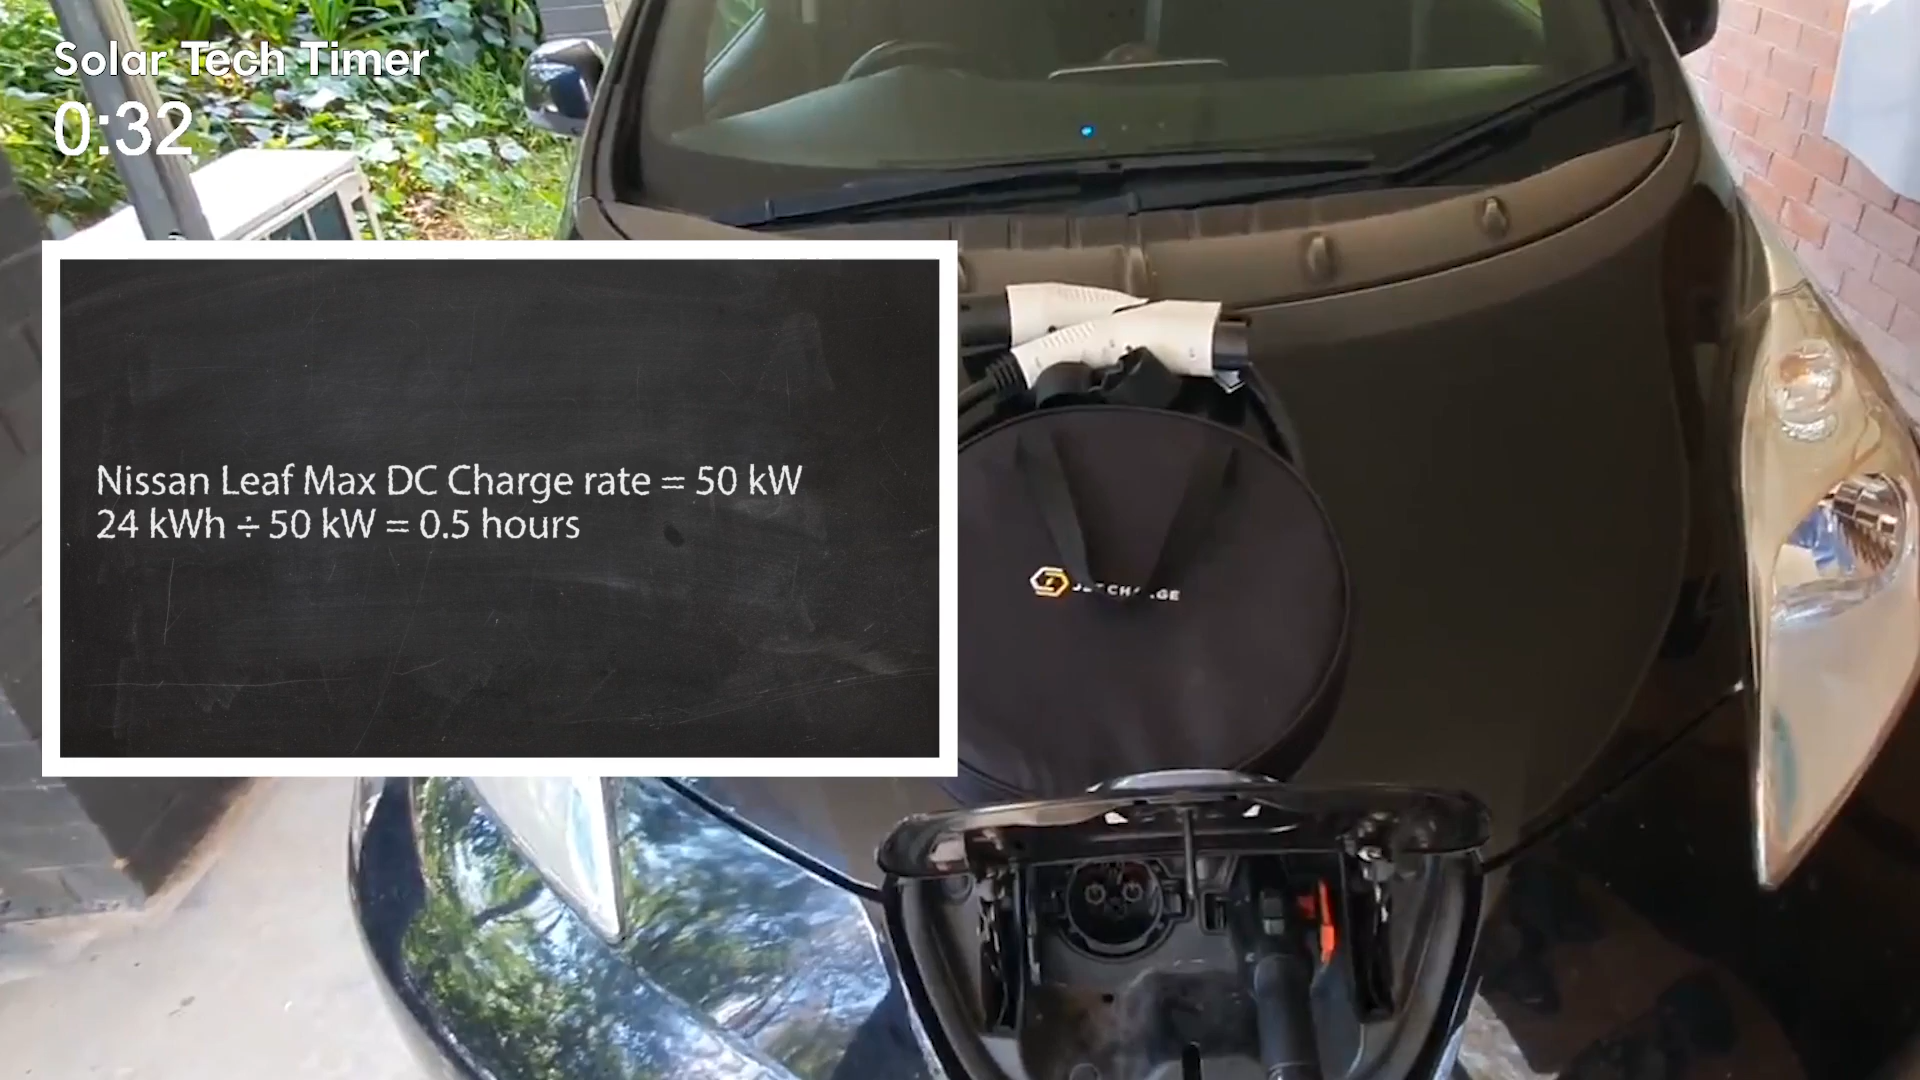 Solar Tech Timer
0:32
Nissan Leaf Max DC Charge rate = 50 kW
24 kWh ÷ 50 kW = 0.5 hours